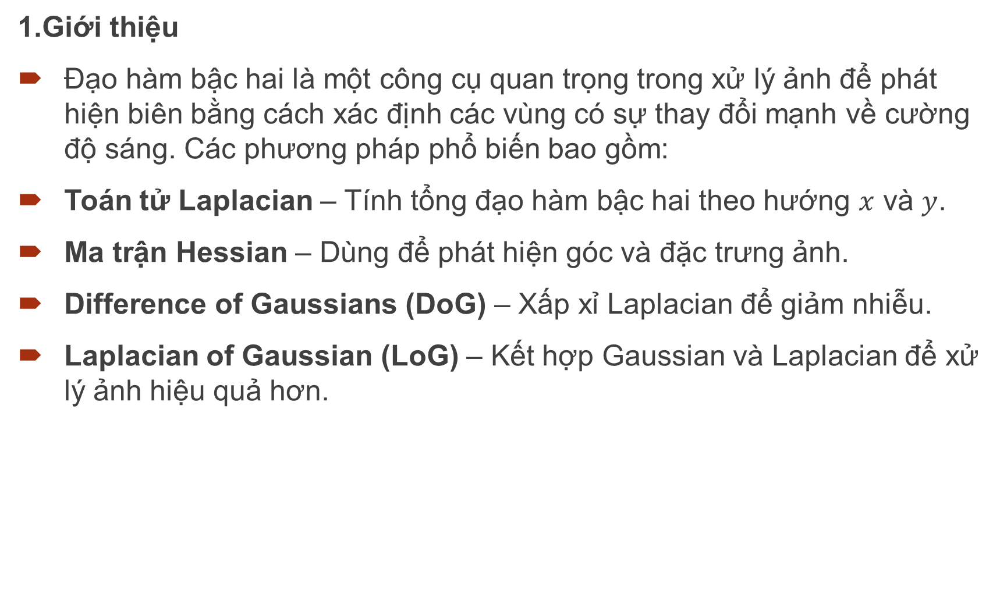 1.Giới thiệu
Đạo hàm bậc hai là một công cụ quan trọng trong xử lý ảnh để phát
hiện biên bằng cách xác định các vùng có sự thay đổi mạnh về cường
độ sáng. Các phương pháp phổ biến bao gồm:
Toán tử Laplacian – Tính tổng đạo hàm bậc hai theo hướng 𝑥 và 𝑦.
Ma trận Hessian – Dùng để phát hiện góc và đặc trưng ảnh.
Difference of Gaussians (DoG) – Xấp xỉ Laplacian để giảm nhiễu.
Laplacian of Gaussian (LoG) – Kết hợp Gaussian và Laplacian để xử
lý ảnh hiệu quả hơn.